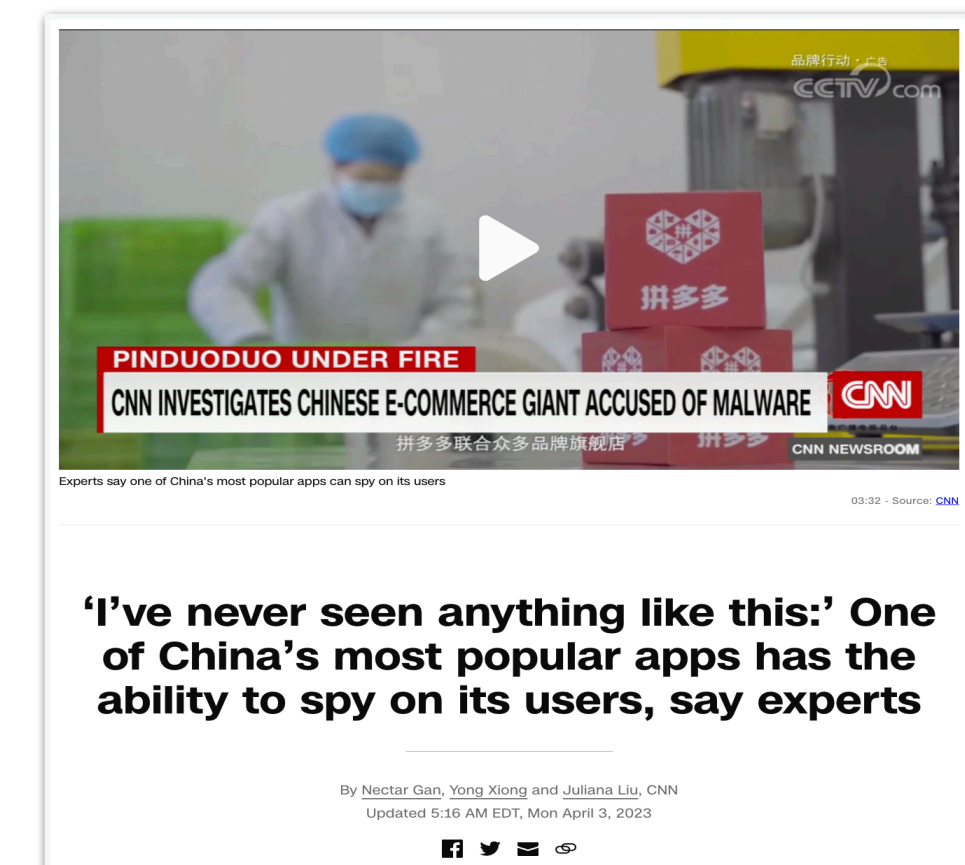 品牌行动·广告
CCTV.com
拼
拼多多
PINDUODUO UNDER FIRE
CNN INVESTIGATES CHINESE E-COMMERCE GIANT ACCUSED OF MALWARE
CNN
拼多多联合众多品牌旗舰店
CNN NEWSROOM
Experts say one of China's most popular apps can spy on its users
03:32 - Source: CNN
‘I’ve never seen anything like this:’ One
of China’s most popular apps has the
ability to spy on its users, say experts
By Nectar Gan, Yong Xiong and Juliana Liu, CNN
Updated 5:16 AM EDT, Mon April 3, 2023